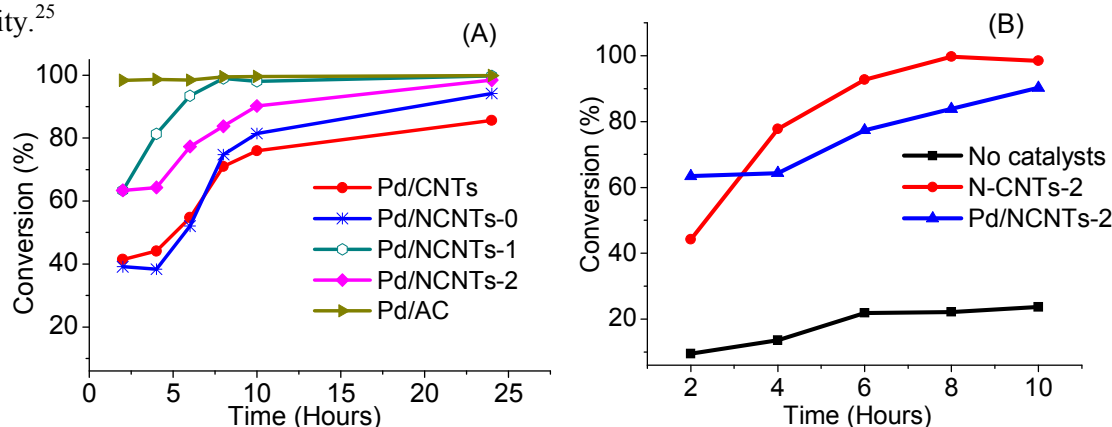 ity.25
(A)
100
80
60
40
20
0 5 10 15 20 25
Conversion (%)
Time (Hours)
Pd/CNTs
Pd/NCNTs-0
Pd/NCNTs-1
Pd/NCNTs-2
Pd/AC
(B)
100
80
60
40
20
2 4 6 8 10
Conversion (%)
Time (Hours)
No catalysts
N-CNTs-2
Pd/NCNTs-2